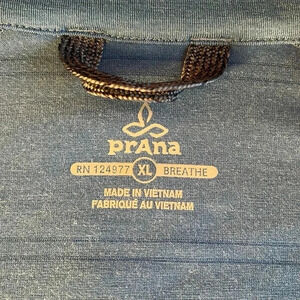 prAna
RN 124977 XL BREATHE
MADE IN VIETNAM
FABRIQUÉ AU VIETNAM